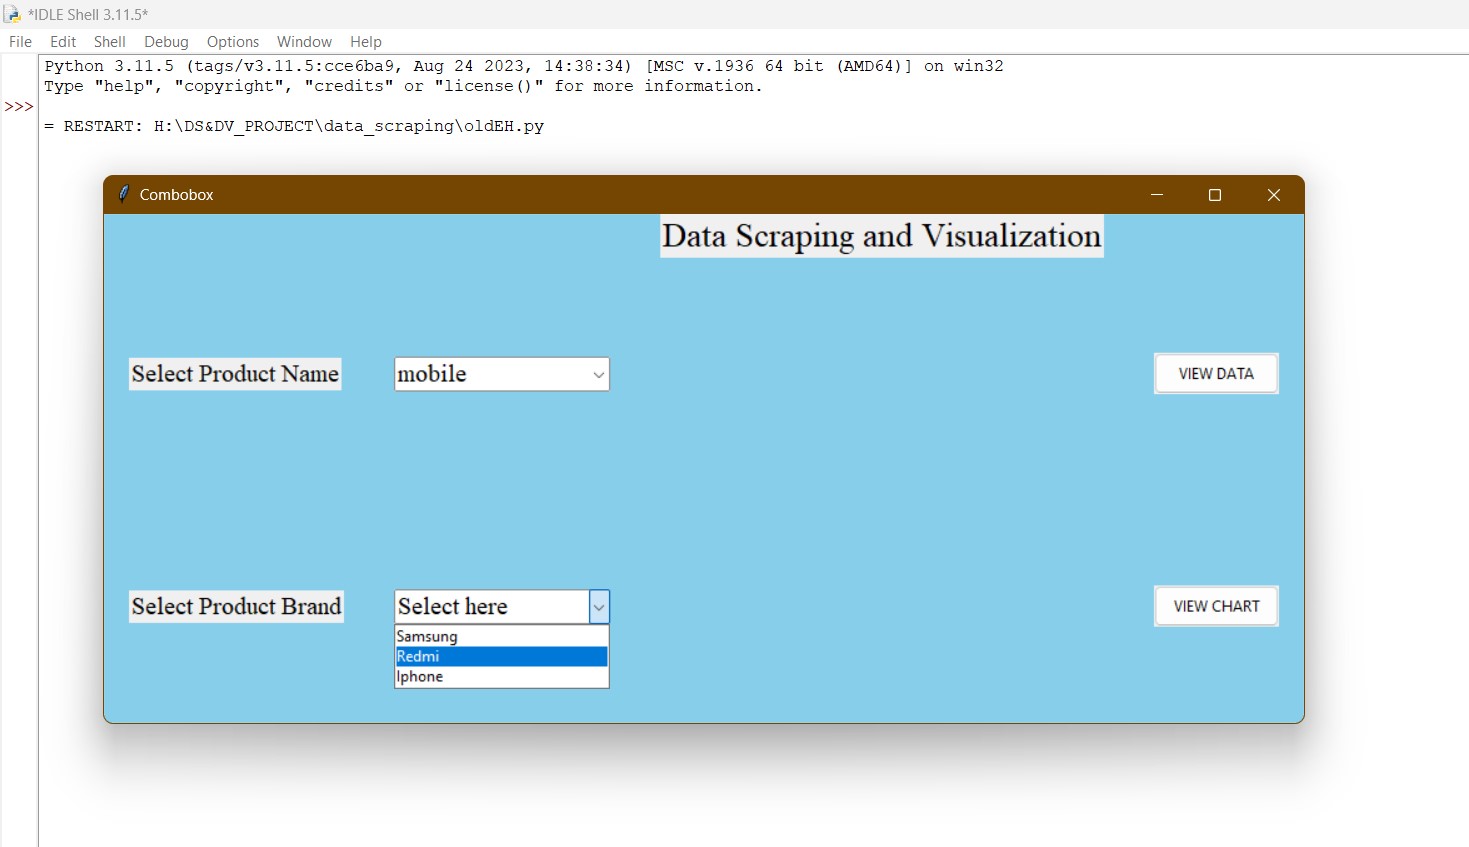 *IDLE Shell 3.11.5*
File Edit Shell Debug Options Window Help
Python 3.11.5 (tags/v3.11.5:cce6ba9, Aug 24 2023, 14:38:34) [MSC v.1936 64 bit (AMD64)] on win32
Type "help", "copyright", "credits" or "license()" for more information.
>>>
= RESTART: H:\DS&DV_PROJECT\data_scraping\oldEH.py
Combobox
Data Scraping and Visualization
Select Product Name mobile VIEW DATA
Select Product Brand Select here VIEW CHART
Samsung
Redmi
Iphone